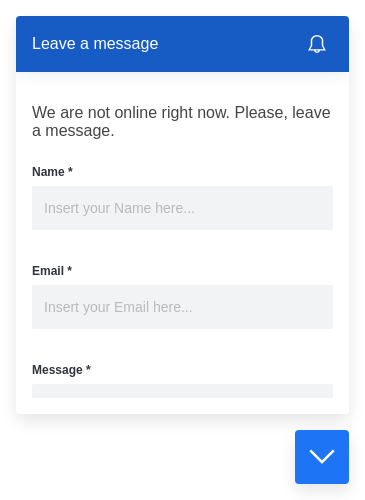 Leave a message
We are not online right now. Please, leave
a message.
Name *
Insert your Name here...
Email *
Insert your Email here...
Message *